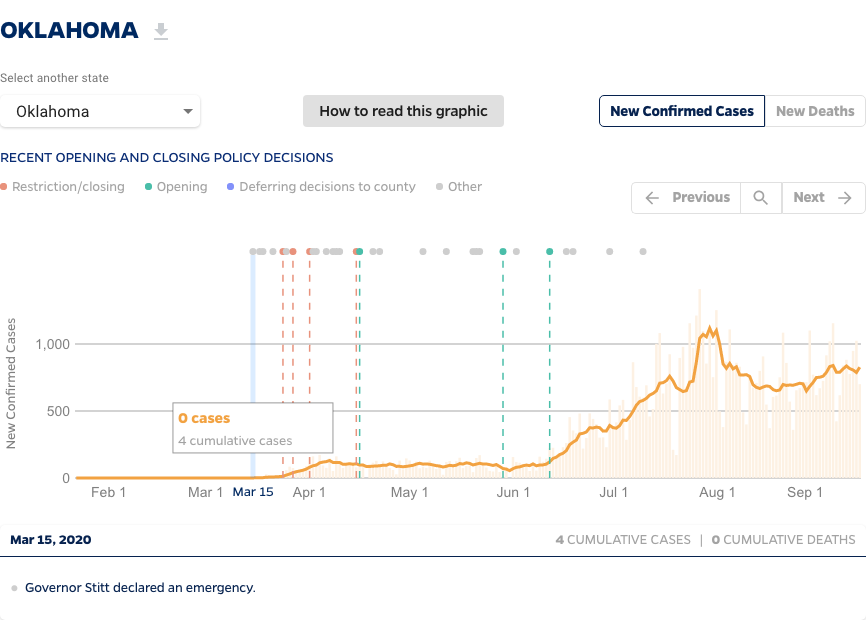 OKLAHOMA
Select another state
Oklahoma
How to read this graphic
New Confirmed Cases
New Deaths
RECENT OPENING AND CLOSING POLICY DECISIONS
Restriction/closing
Opening
Deferring decisions to county
Other
Previous
Next
New Confirmed Cases
1,000
500
0
0 cases
4 cumulative cases
Feb 1
Mar 1
Mar 15
Apr 1
May 1
Jun 1
Jul 1
Aug 1
Sep 1
Mar 15, 2020
4 CUMULATIVE CASES | 0 CUMULATIVE DEATHS
Governor Stitt declared an emergency.